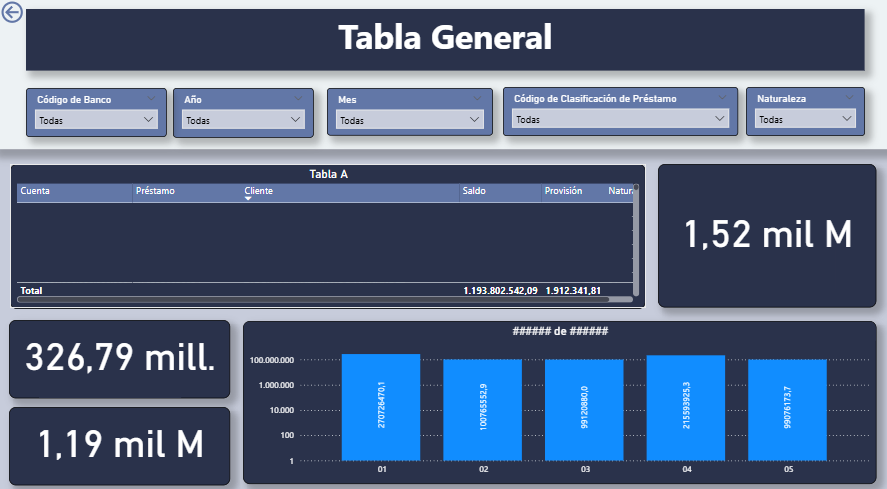 Tabla General
Código de Banco
Año
Mes
Código de Clasificación de Préstamo
Naturaleza
Todas
Todas
Todas
Todas
Todas
Tabla A
Cuenta Préstamo Cliente Saldo Provisión Natura
Total 1.193.802.542,09 1.912.341,81
1,52 mil M
326,79 mill.
1,19 mil M
###### de ######
100.000.000
1.000.000
10.000
100
1
270726470,1
100765552,9
99120880,0
215593925,3
99076173,7
01 02 03 04 05